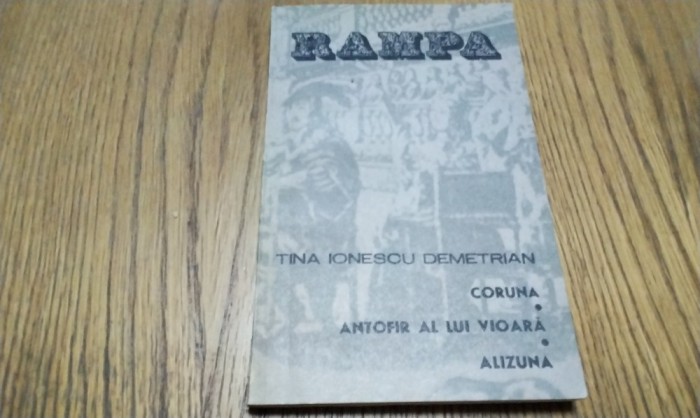 RAMPA
TINA IONESCU DEMETRIAN
CORUNA
•
ANTOFIR AL LUI VIOARĂ
•
ALIZUNA